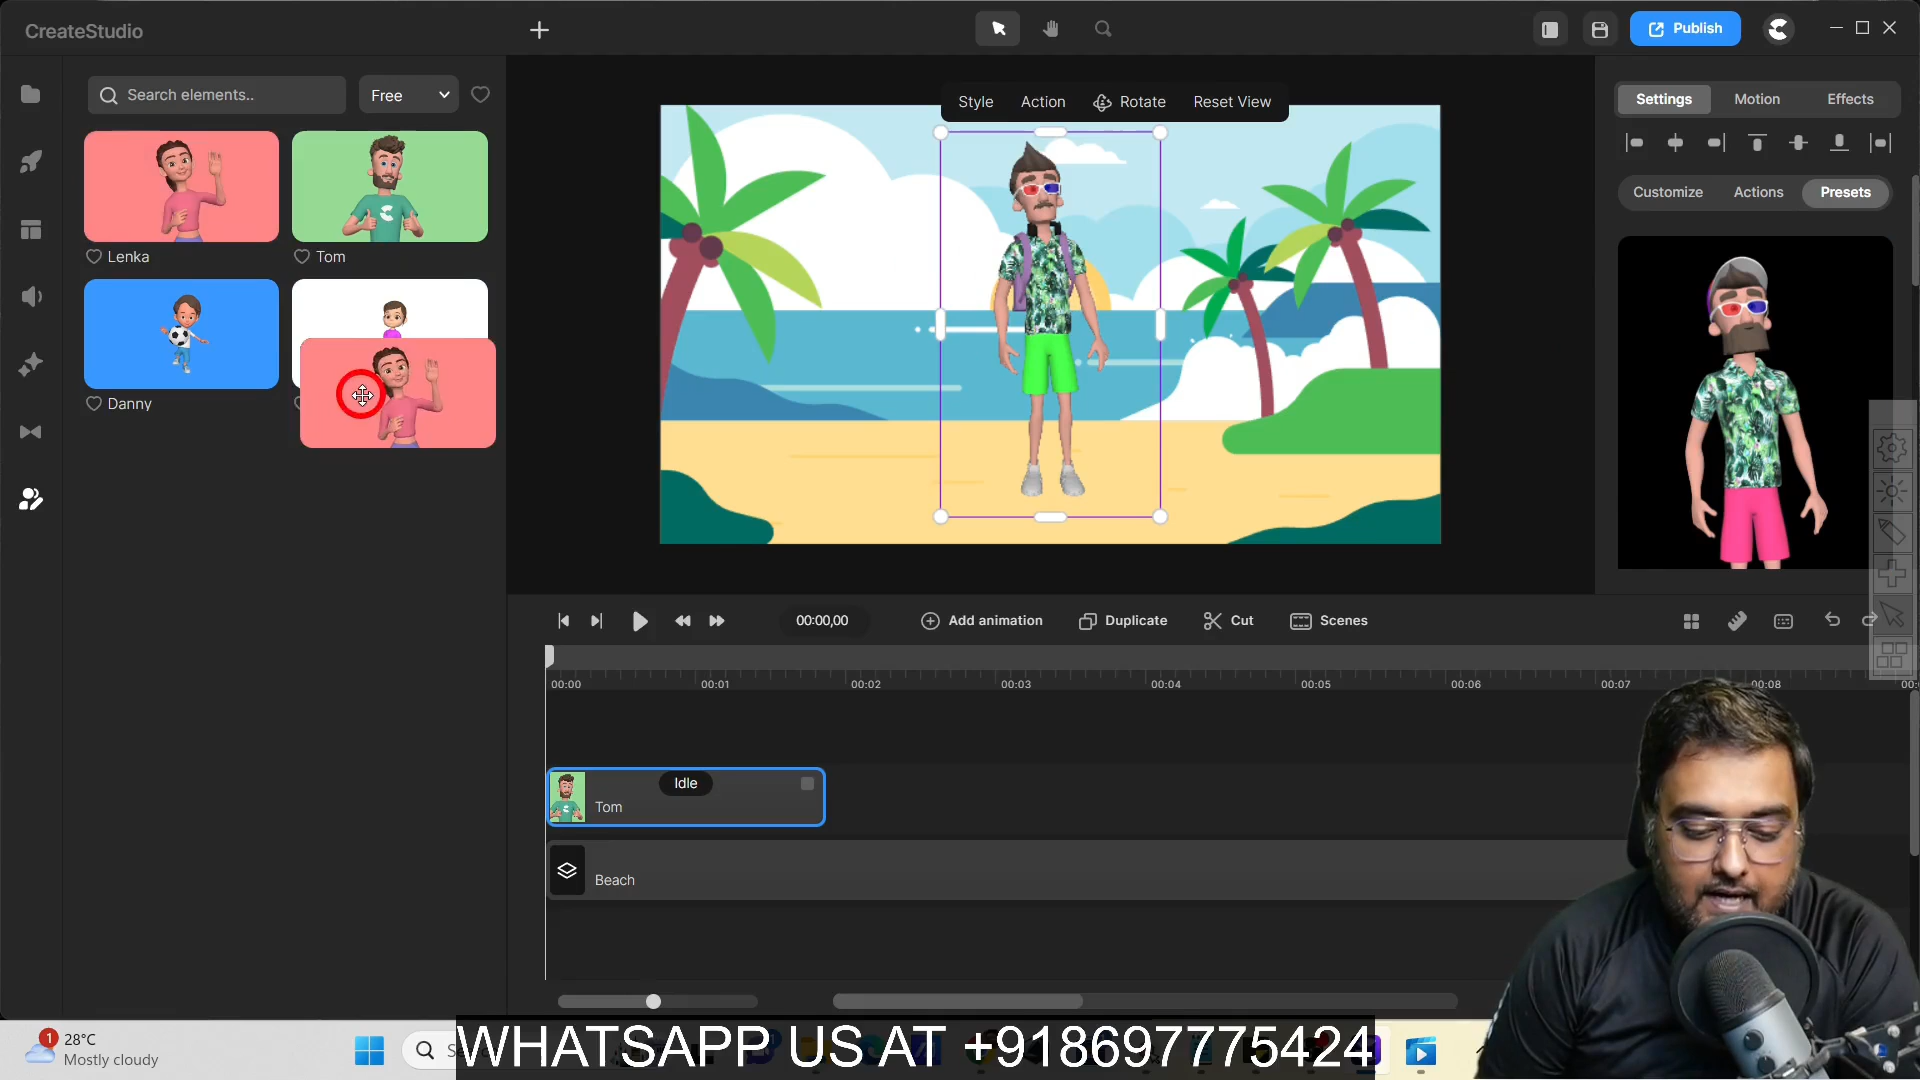 CreateStudio
Publish
Search elements..
Free
Lenka
Tom
Danny
Style
Action
Rotate
Reset View
Settings
Motion
Effects
Customize
Actions
Presets
00:00,00
Add animation
Duplicate
Cut
Scenes
00:00
00:01
00:02
00:03
00:04
00:05
00:06
00:07
00:08
Idle
Tom
Beach
1
28°C
Mostly cloudy
WHATSAPP US AT +918697775424